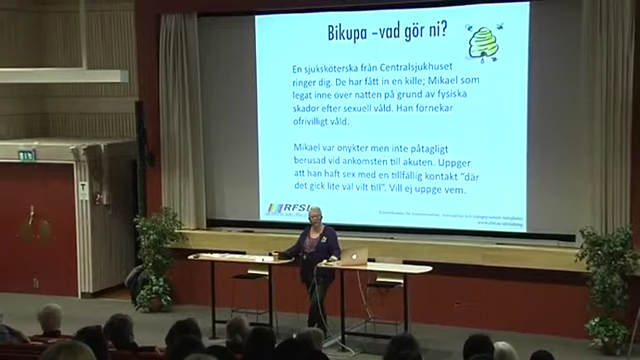 Bikupa –vad gör ni?
En sjuksköterska från Centralsjukhuset
ringer dig. De har fått in en kille; Mikael som
legat inne över natten på grund av fysiska
skador efter sexuell våld. Han förnekar
ofrivilligt våld.
Mikael var onykter men inte påtagligt
berusad vid ankomsten till akuten. Uppger
att han haft sex med en tillfällig kontakt "där
det gick lite väl vilt till". Vill ej uppge vem.
RFSL